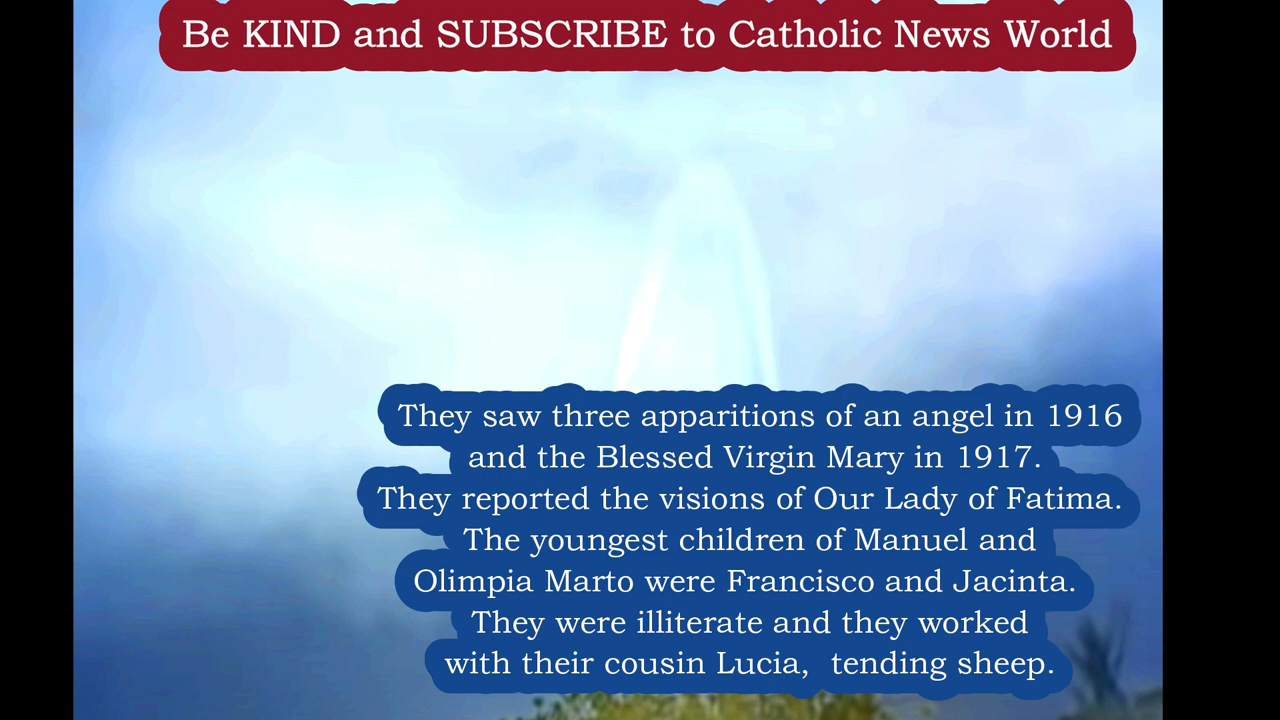 Be KIND and SUBSCRIBE to Catholic News World
They saw three apparitions of an angel in 1916
and the Blessed Virgin Mary in 1917.
They reported the visions of Our Lady of Fatima.
The youngest children of Manuel and
Olimpia Marto were Francisco and Jacinta.
They were illiterate and they worked
with their cousin Lucia,  tending sheep.